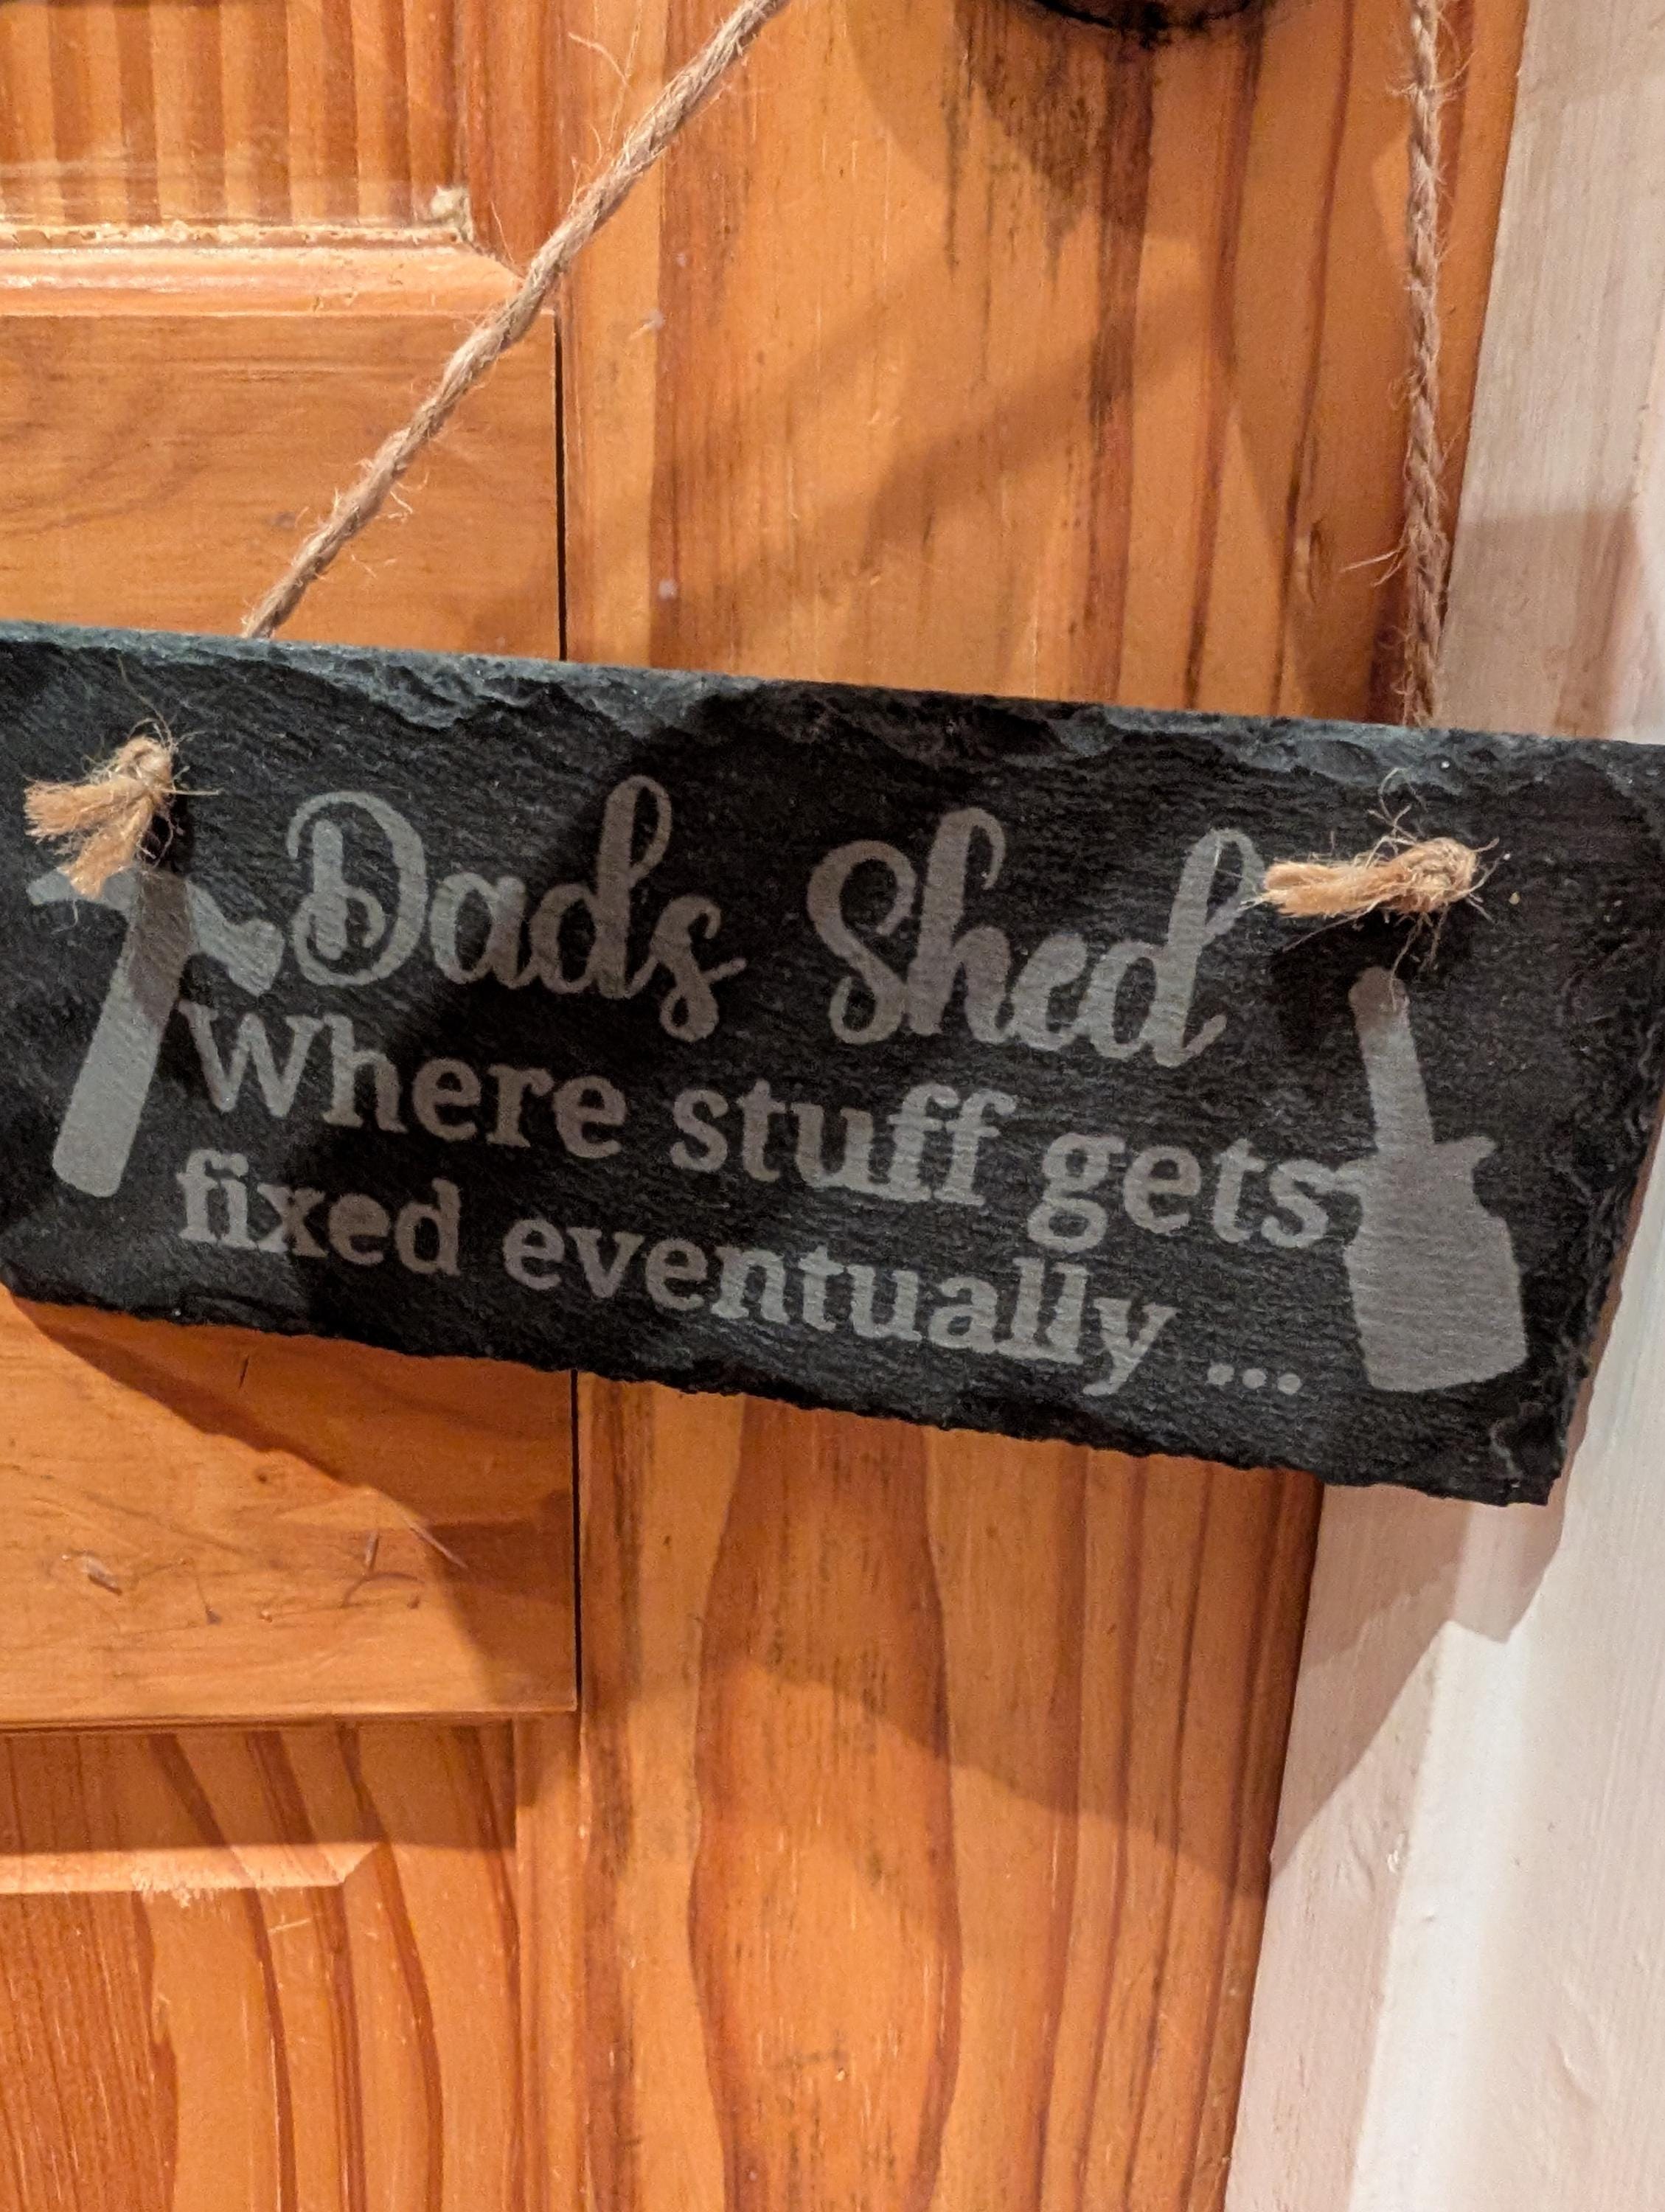 Dads Shed
Where stuff gets
fixed eventually ...